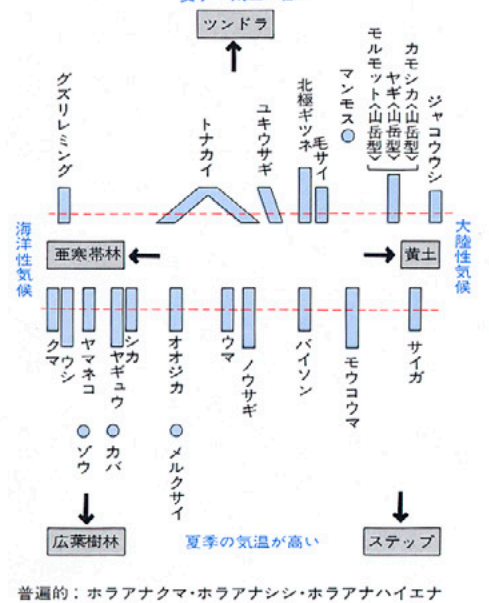 ツンドラ
グズリレミング
トナカイ
ユキウサギ
北極ギツネ
毛サイ
マンモス
モルモット〈山岳型〉
ヤギ〈山岳型〉
カモシカ〈山岳型〉
ジャコウウシ
海洋性気候
亜寒帯林
黄土
大陸性気候
クマ
ウシ
ヤマネコ
ヤギュウ
シカ
オオジカ
ウマ
ノウサギ
バイソン
モウコウマ
サイガ
ゾウ
カバ
メルクサイ
広葉樹林
夏季の気温が高い
ステップ
普遍的：ホラアナクマ・ホラアナシシ・ホラアナハイエナ